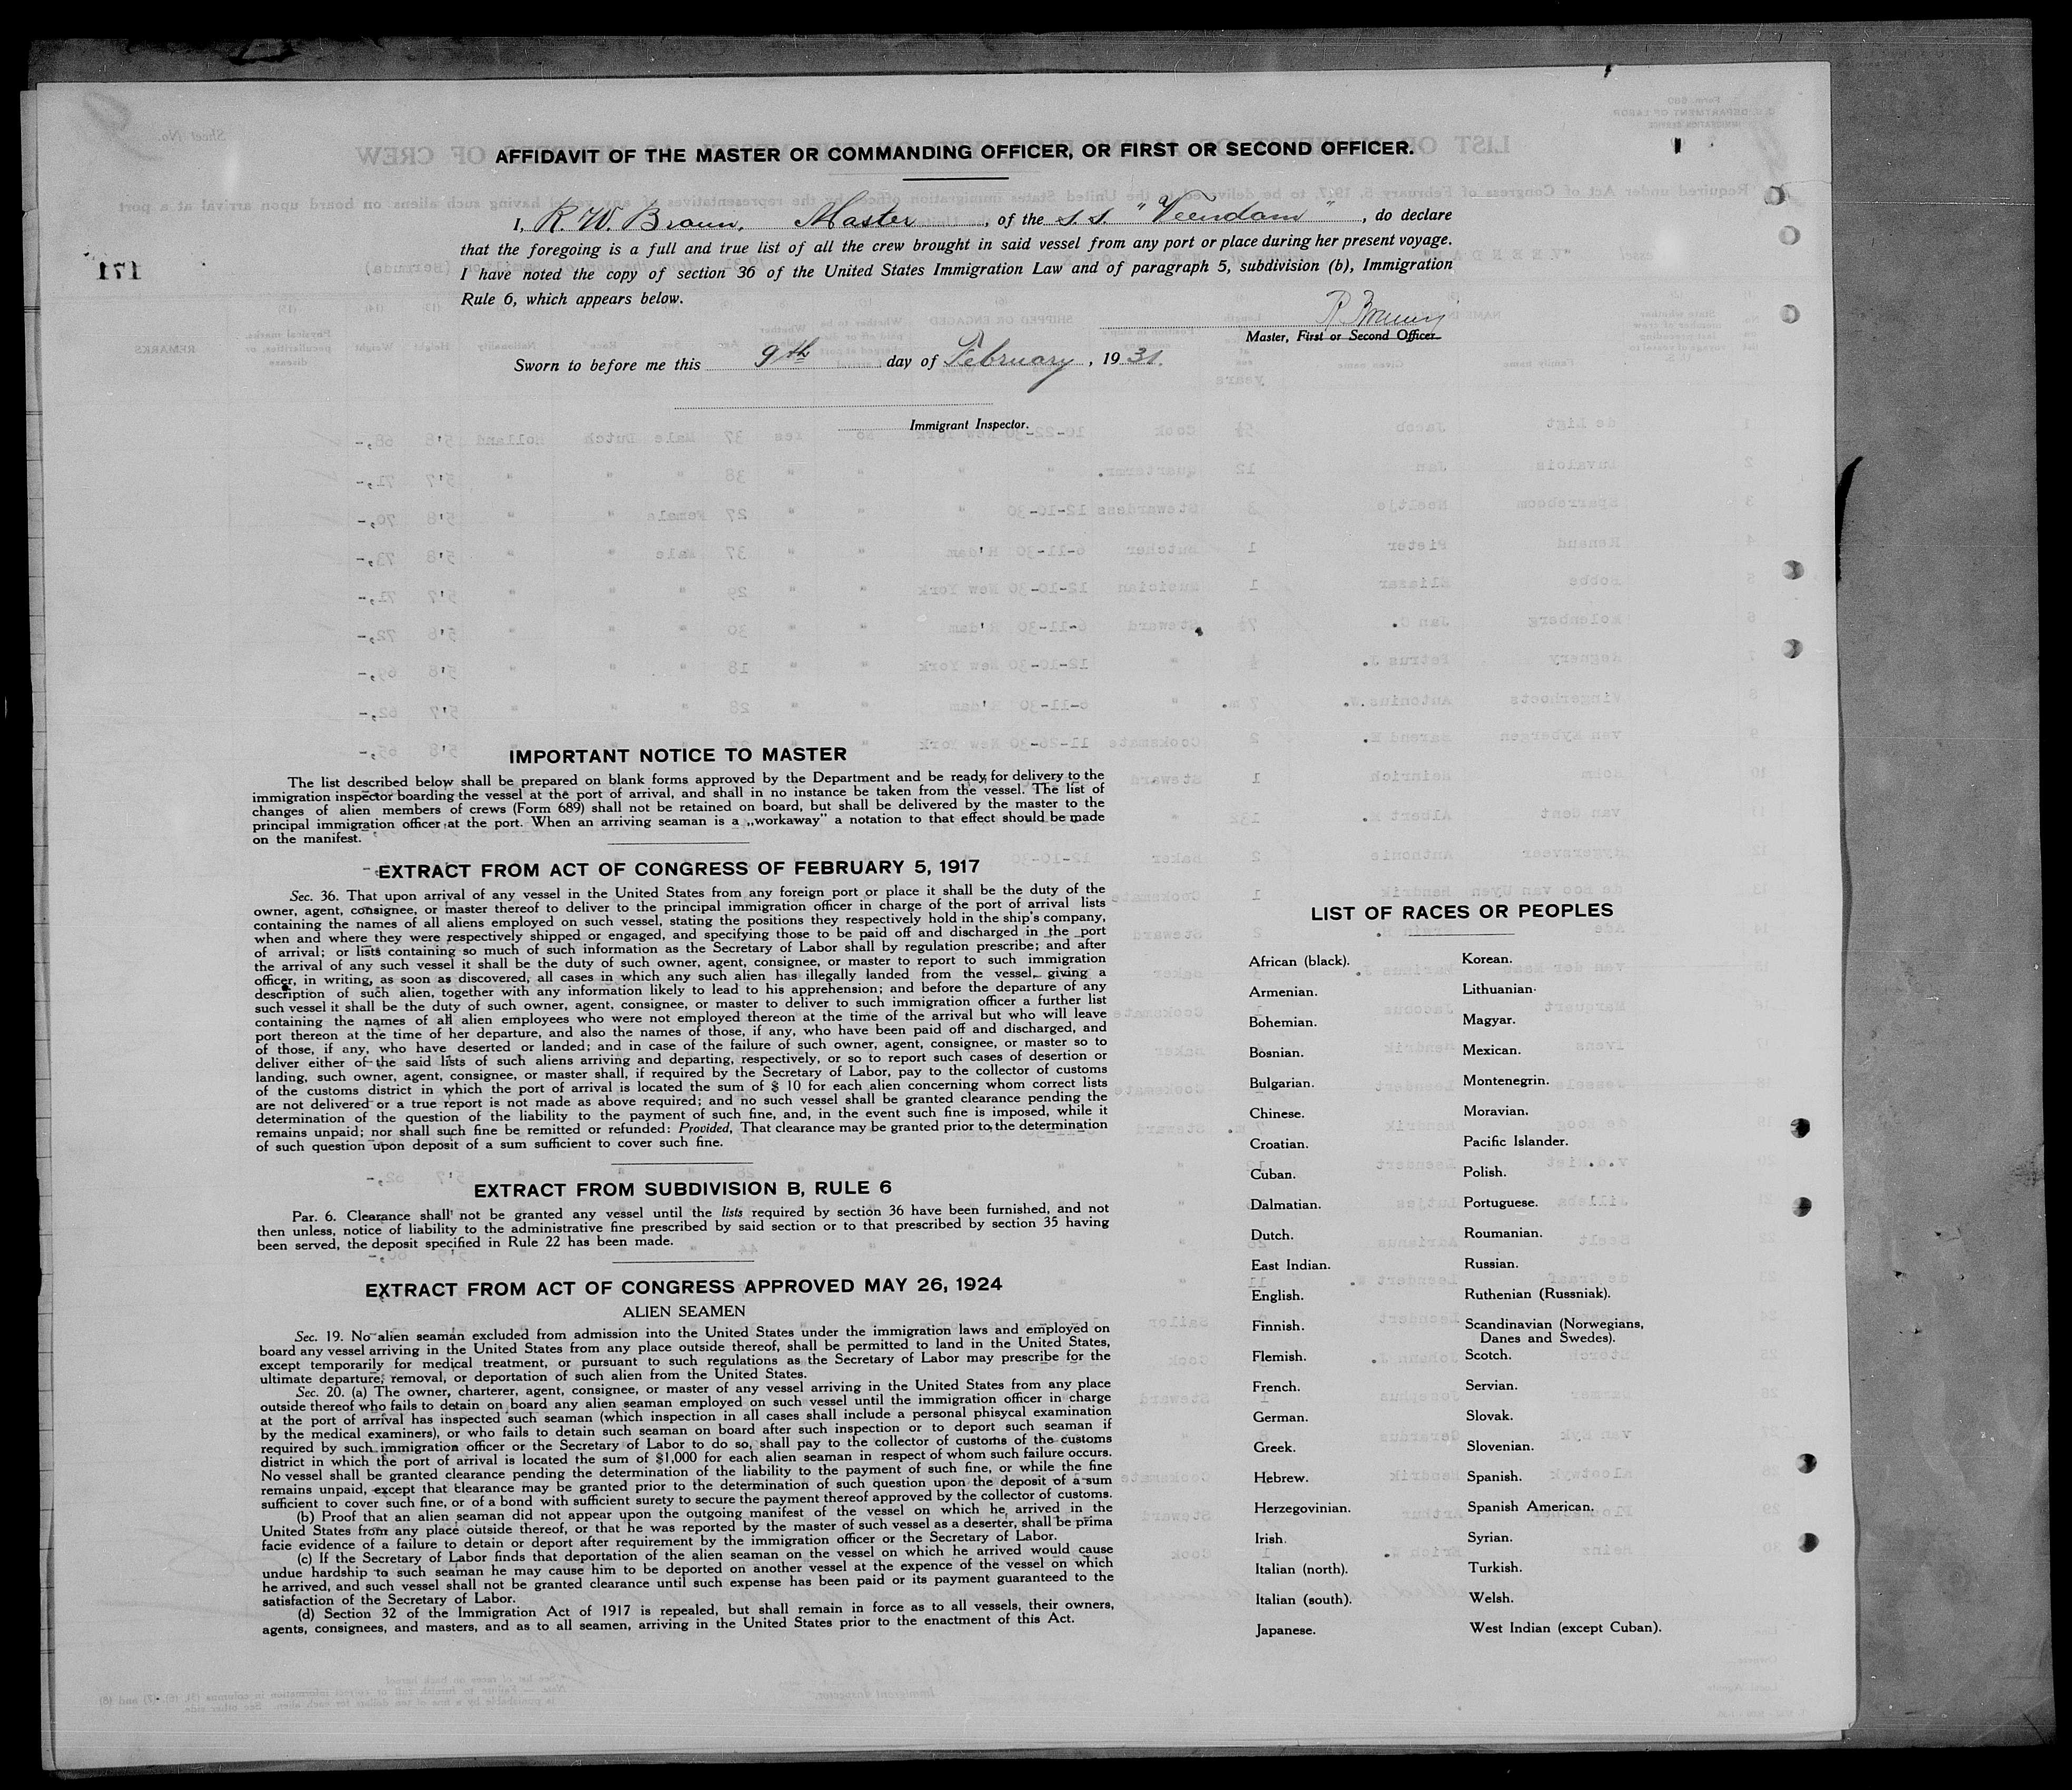 AFFIDAVIT OF THE MASTER OR COMMANDING OFFICER, OR FIRST OR SECOND OFFICER.
I, R. W. Braun, Master, of the s.s. "Veendam", do declare
that the foregoing is a full and true list of all the crew brought in said vessel from any port or place during her present voyage.
I have noted the copy of section 36 of the United States Immigration Law and of paragraph 5, subdivision (b), Immigration
Rule 6, which appears below.
Master, First or Second Officer
Sworn to before me this 9th day of February, 1931.
Immigrant Inspector.
171
IMPORTANT NOTICE TO MASTER
The list described below shall be prepared on blank forms approved by the Department and be ready for delivery to the
immigration inspector boarding the vessel at the port of arrival, and shall in no instance be taken from the vessel. The list of
changes of alien members of crews (Form 689) shall not be retained on board, but shall be delivered by the master to the
principal immigration officer at the port. When an arriving seaman is a „workaway” a notation to that effect should be made
on the manifest.
EXTRACT FROM ACT OF CONGRESS OF FEBRUARY 5, 1917
Sec. 36. That upon arrival of any vessel in the United States from any foreign port or place it shall be the duty of the
owner, agent, consignee, or master thereof to deliver to the principal immigration officer in charge of the port of arrival lists
containing the names of all aliens employed on such vessel, stating the positions they respectively hold in the ship's company,
when and where they were respectively shipped or engaged, and specifying those to be paid off and discharged in the port
of arrival; or lists containing so much of such information as the Secretary of Labor shall by regulation prescribe; and after
the arrival of any such vessel it shall be the duty of such owner, agent, consignee, or master to report to such immigration
officer, in writing, as soon as discovered, all cases in which any such alien has illegally landed from the vessel, giving a
description of such alien, together with any information likely to lead to his apprehension; and before the departure of any
such vessel it shall be the duty of such owner, agent, consignee, or master to deliver to such immigration officer a further list
containing the names of all alien employees who were not employed thereon at the time of the arrival but who will leave
port thereon at the time of her departure, and also the names of those, if any, who have been paid off and discharged, and
of those, if any, who have deserted or landed; and in case of the failure of such owner, agent, consignee, or master so to
deliver either of the said lists of such aliens arriving and departing, respectively, or so to report such cases of desertion or
landing, such owner, agent, consignee, or master shall, if required by the Secretary of Labor, pay to the collector of customs
of the customs district in which the port of arrival is located the sum of $ 10 for each alien concerning whom correct lists
are not delivered or a true report is not made as above required; and no such vessel shall be granted clearance pending the
determination of the question of the liability to the payment of such fine, and, in the event such fine is imposed, while it
remains unpaid; nor shall such fine be remitted or refunded: Provided, That clearance may be granted prior to the determination
of such question upon deposit of a sum sufficient to cover such fine.
EXTRACT FROM SUBDIVISION B, RULE 6
Par. 6. Clearance shall not be granted any vessel until the lists required by section 36 have been furnished, and not
then unless, notice of liability to the administrative fine prescribed by said section or to that prescribed by section 35 having
been served, the deposit specified in Rule 22 has been made.
EXTRACT FROM ACT OF CONGRESS APPROVED MAY 26, 1924
ALIEN SEAMEN
Sec. 19. No alien seaman excluded from admission into the United States under the immigration laws and employed on
board any vessel arriving in the United States from any place outside thereof, shall be permitted to land in the United States,
except temporarily for medical treatment, or pursuant to such regulations as the Secretary of Labor may prescribe for the
ultimate departure, removal, or deportation of such alien from the United States.
Sec. 20. (a) The owner, charterer, agent, consignee, or master of any vessel arriving in the United States from any place
outside thereof who fails to detain on board any alien seaman employed on such vessel until the immigration officer in charge
at the port of arrival has inspected such seaman (which inspection in all cases shall include a personal phisycal examination
by the medical examiners), or who fails to detain such seaman on board after such inspection or to deport such seaman if
required by such immigration officer or the Secretary of Labor to do so, shall pay to the collector of customs of the customs
district in which the port of arrival is located the sum of $1,000 for each alien seaman in respect of whom such failure occurs.
No vessel shall be granted clearance pending the determination of the liability to the payment of such fine, or while the fine
remains unpaid, except that clearance may be granted prior to the determination of such question upon the deposit of a sum
sufficient to cover such fine, or of a bond with sufficient surety to secure the payment thereof approved by the collector of customs.
(b) Proof that an alien seaman did not appear upon the outgoing manifest of the vessel on which he arrived in the
United States from any place outside thereof, or that he was reported by the master of such vessel as a deserter, shall be prima
facie evidence of a failure to detain or deport after requirement by the immigration officer or the Secretary of Labor.
(c) If the Secretary of Labor finds that deportation of the alien seaman on the vessel on which he arrived would cause
undue hardship to such seaman he may cause him to be deported on another vessel at the expence of the vessel on which
he arrived, and such vessel shall not be granted clearance until such expense has been paid or its payment guaranteed to the
satisfaction of the Secretary of Labor.
(d) Section 32 of the Immigration Act of 1917 is repealed, but shall remain in force as to all vessels, their owners,
agents, consignees, and masters, and as to all seamen, arriving in the United States prior to the enactment of this Act.
LIST OF RACES OR PEOPLES
African (black).
Armenian.
Bohemian.
Bosnian.
Bulgarian.
Chinese.
Croatian.
Cuban.
Dalmatian.
Dutch.
East Indian.
English.
Finnish.
Flemish.
French.
German.
Greek.
Hebrew.
Herzegovinian.
Irish.
Italian (north).
Italian (south).
Japanese.
Korean.
Lithuanian.
Magyar.
Mexican.
Montenegrin.
Moravian.
Pacific Islander.
Polish.
Portuguese.
Roumanian.
Russian.
Ruthenian (Russniak).
Scandinavian (Norwegians,
Danes and Swedes).
Scotch.
Servian.
Slovak.
Slovenian.
Spanish.
Spanish American.
Syrian.
Turkish.
Welsh.
West Indian (except Cuban).